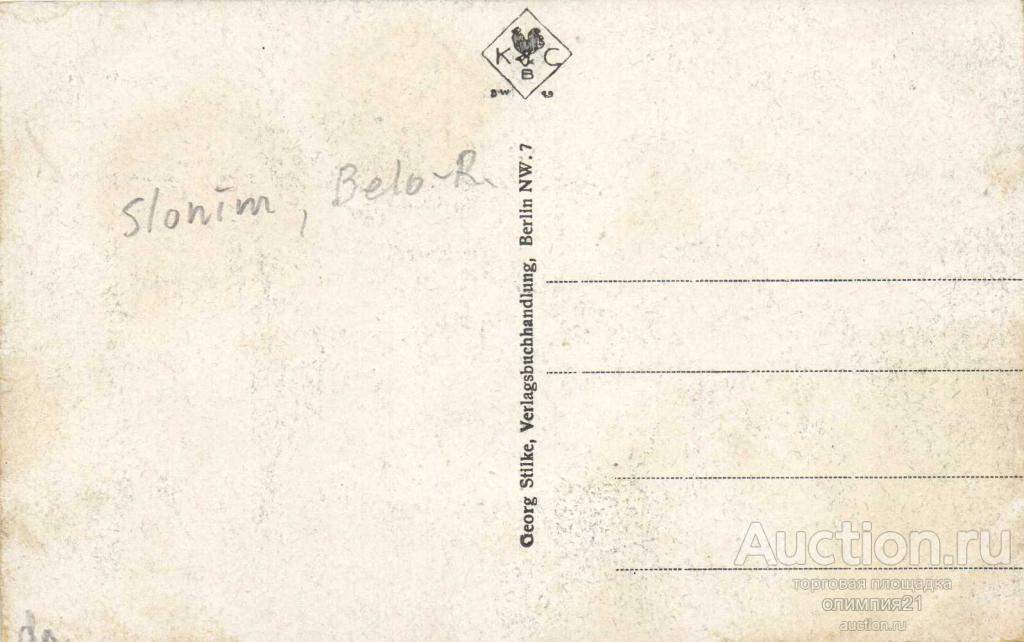 K & C
B
Slonim, Belo-R.
Georg Stilke, Verlagsbuchhandlung, Berlin NW. 7
Auction.ru
торговая площадка
олимпия21
auction.ru